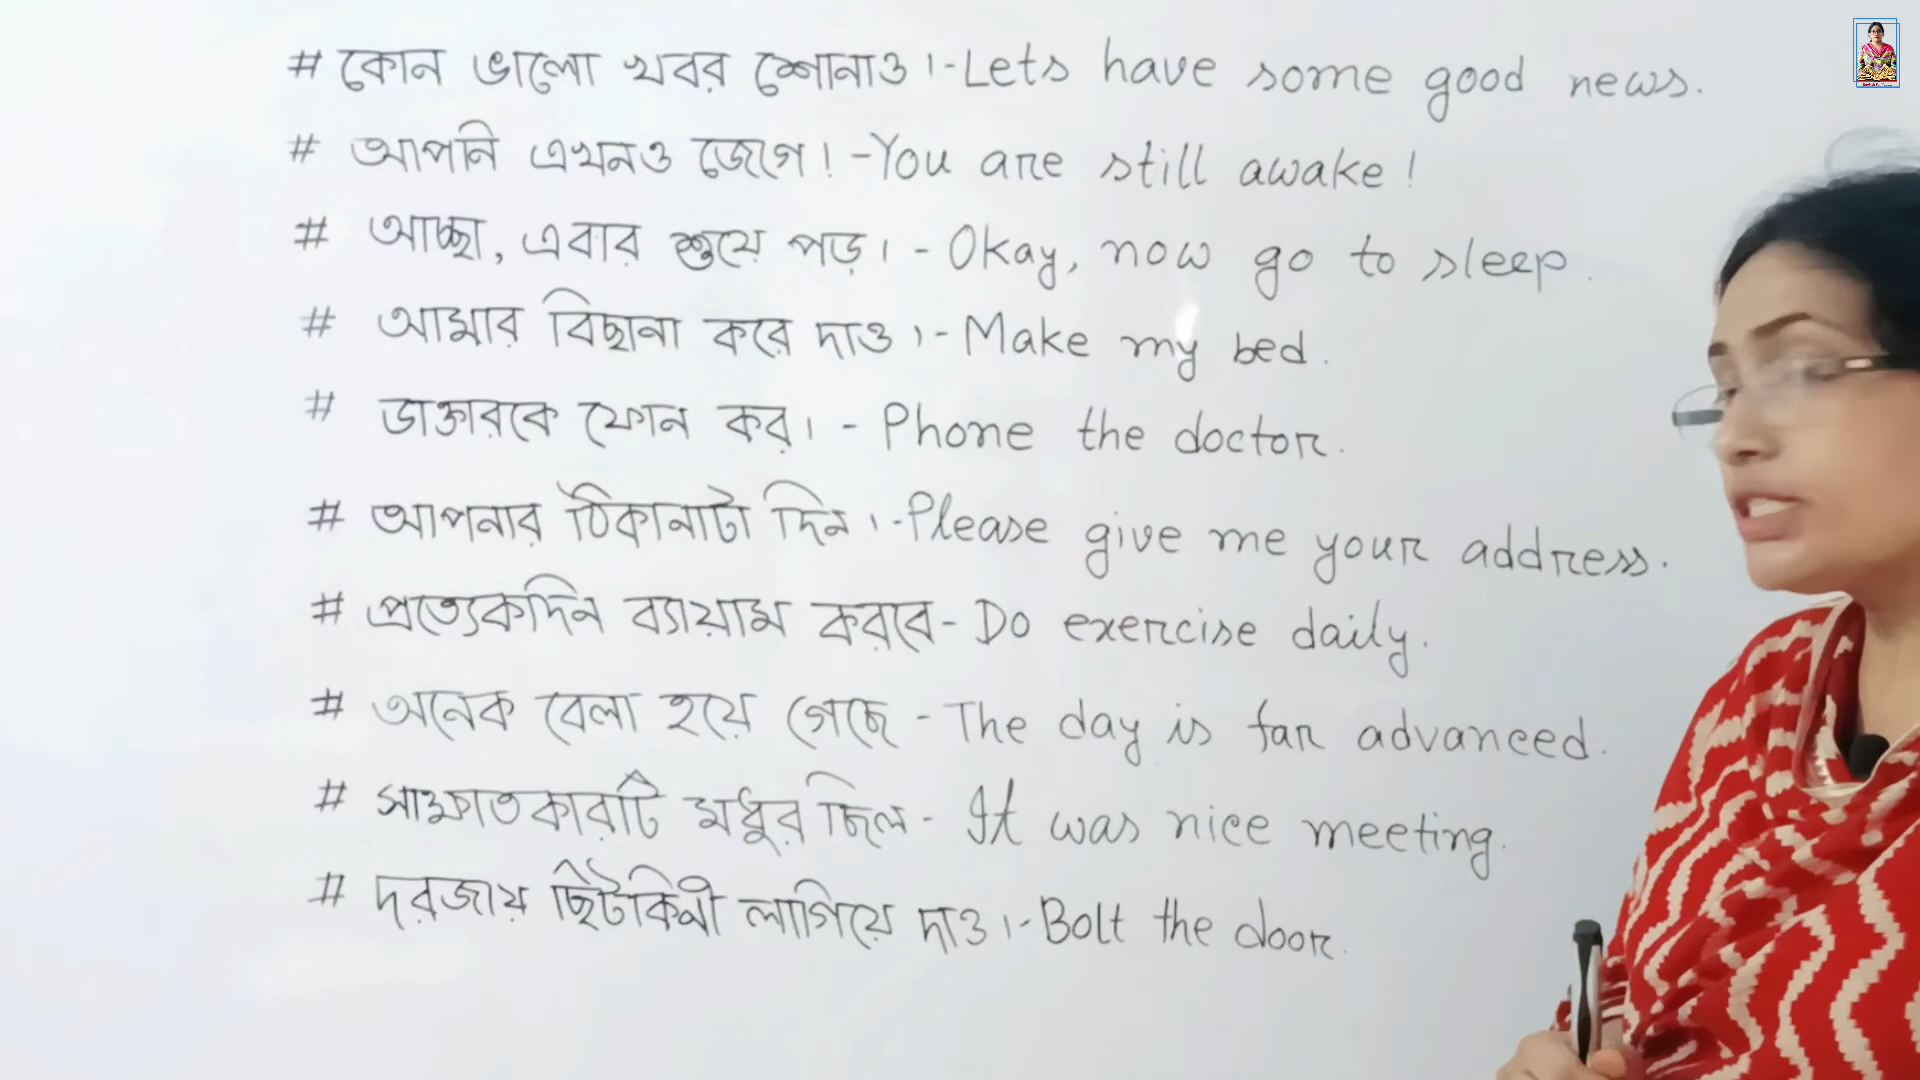 # কোন ভালো খবর শোনাও।-Lets have some good news.
# আপনি এখনও জেগে! -You are still awake!
# আচ্ছা, এবার শুয়ে পড়। - Okay, now go to sleep.
# আমার বিছানা করে দাও।-Make my bed.
# ডাক্তারকে ফোন কর। - Phone the doctor.
# আপনার ঠিকানাটা দিন।-Please give me your address.
# প্রত্যেকদিন ব্যায়াম করবে- Do exercise daily.
# অনেক বেলা হয়ে গেছে - The day is far advanced.
# সাক্ষাতকারটি মধুর ছিল- It was nice meeting.
# দরজায় ছিটকিনী লাগিয়ে দাও।-Bolt the door.